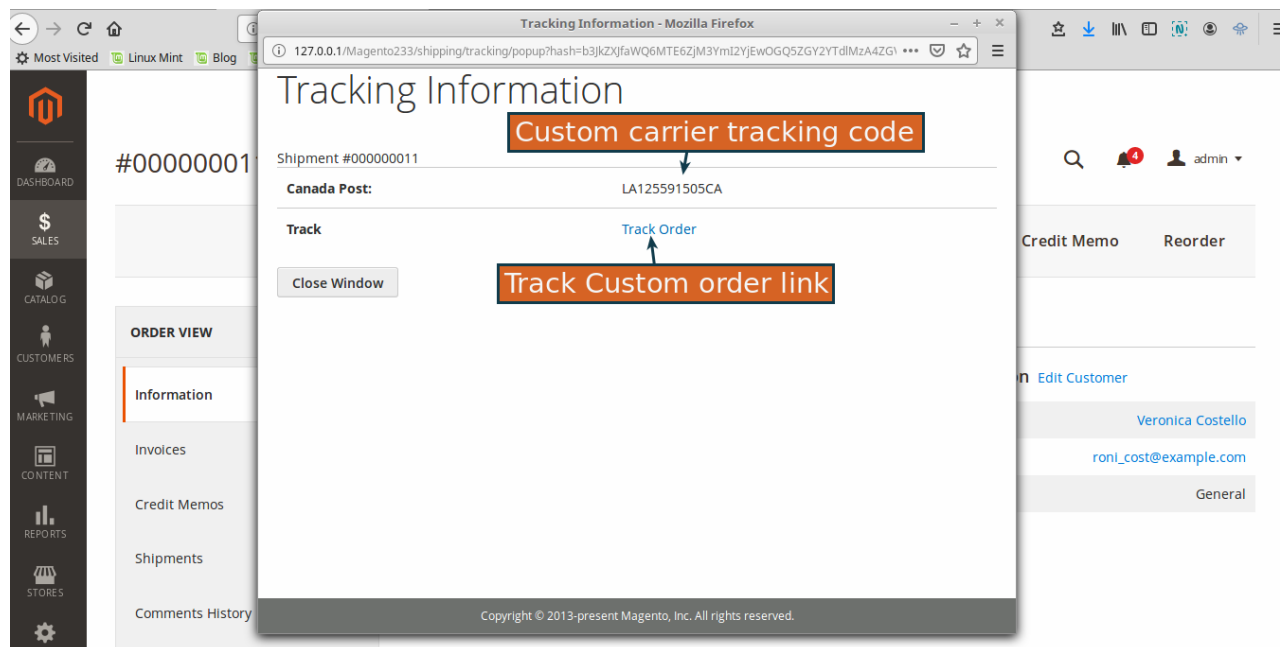 Tracking Information - Mozilla Firefox
127.0.0.1/Magento233/shipping/tracking/popup?hash=
Most Visited
Linux Mint
Blog
Tracking Information
Custom carrier tracking code
Shipment #000000011
Canada Post: LA125591505CA
Track Track Order
Track Custom order link
Close Window
Copyright © 2013-present Magento, Inc. All rights reserved.
DASHBOARD
SALES
CATALOG
CUSTOMERS
MARKETING
CONTENT
REPORTS
STORES
#00000001
ORDER VIEW
Information
Invoices
Credit Memos
Shipments
Comments History
4
admin
Credit Memo Reorder
Edit Customer
Veronica Costello
roni_cost@example.com
General